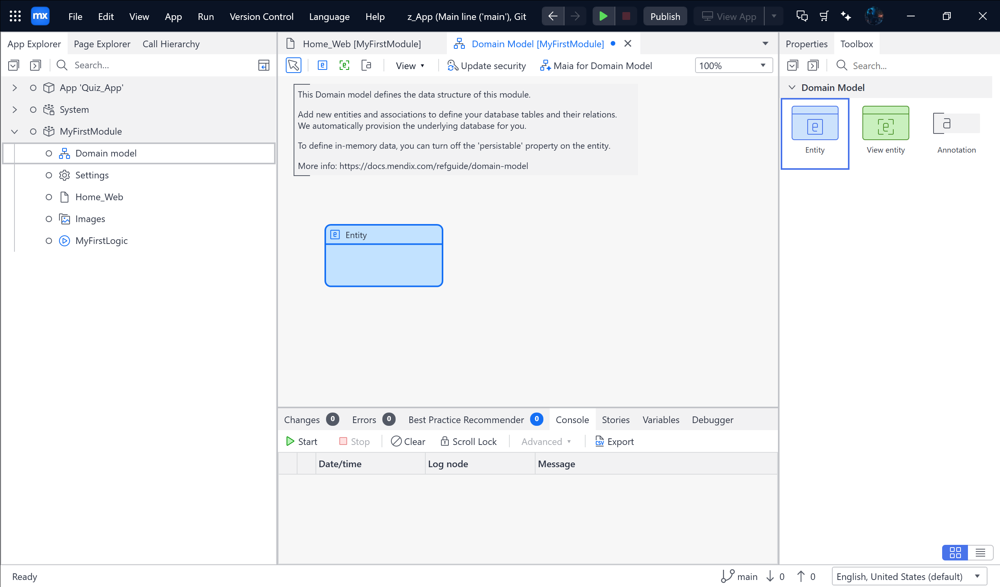 mx File Edit View App Run Version Control Language Help z_App (Main line ('main'), Git Publish View App
App Explorer Page Explorer Call Hierarchy
Search...
App 'Quiz_App'
System
MyFirstModule
Domain model
Settings
Home_Web
Images
MyFirstLogic
Home_Web [MyFirstModule] Domain Model [MyFirstModule]
e e a View Update security Maia for Domain Model 100%
This Domain model defines the data structure of this module.
Add new entities and associations to define your database tables and their relations.
We automatically provision the underlying database for you.
To define in-memory data, you can turn off the 'persistable' property on the entity.
More info: https://docs.mendix.com/refguide/domain-model
e Entity
Changes 0 Errors 0 Best Practice Recommender 0 Console Stories Variables Debugger
Start Stop Clear Scroll Lock Advanced CSV Export
Date/time Log node Message
Properties Toolbox
Search...
Domain Model
e e a
Entity View entity Annotation
Ready main 0 0 English, United States (default)